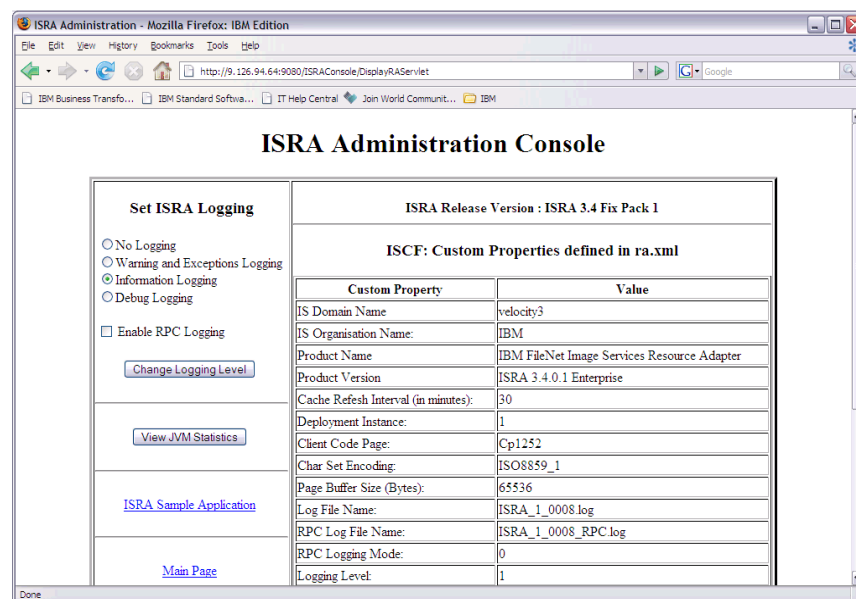 ISRA Administration - Mozilla Firefox: IBM Edition
File Edit View History Bookmarks Tools Help
http://9.126.94.64:9080/ISRAConsole/DisplayRAServlet
G Google
IBM Business Transfo... IBM Standard Softwa... IT Help Central Join World Communit... IBM
ISRA Administration Console
Set ISRA Logging
No Logging
Warning and Exceptions Logging
Information Logging
Debug Logging
Enable RPC Logging
Change Logging Level
View JVM Statistics
ISRA Sample Application
Main Page
ISRA Release Version : ISRA 3.4 Fix Pack 1
ISCF: Custom Properties defined in ra.xml
Custom Property Value
IS Domain Name velocity3
IS Organisation Name: IBM
Product Name IBM FileNet Image Services Resource Adapter
Product Version ISRA 3.4.0.1 Enterprise
Cache Refesh Interval (in minutes): 30
Deployment Instance: 1
Client Code Page: Cp1252
Char Set Encoding: ISO8859_1
Page Buffer Size (Bytes): 65536
Log File Name: ISRA_1_0008.log
RPC Log File Name: ISRA_1_0008_RPC.log
RPC Logging Mode: 0
Logging Level: 1
Done